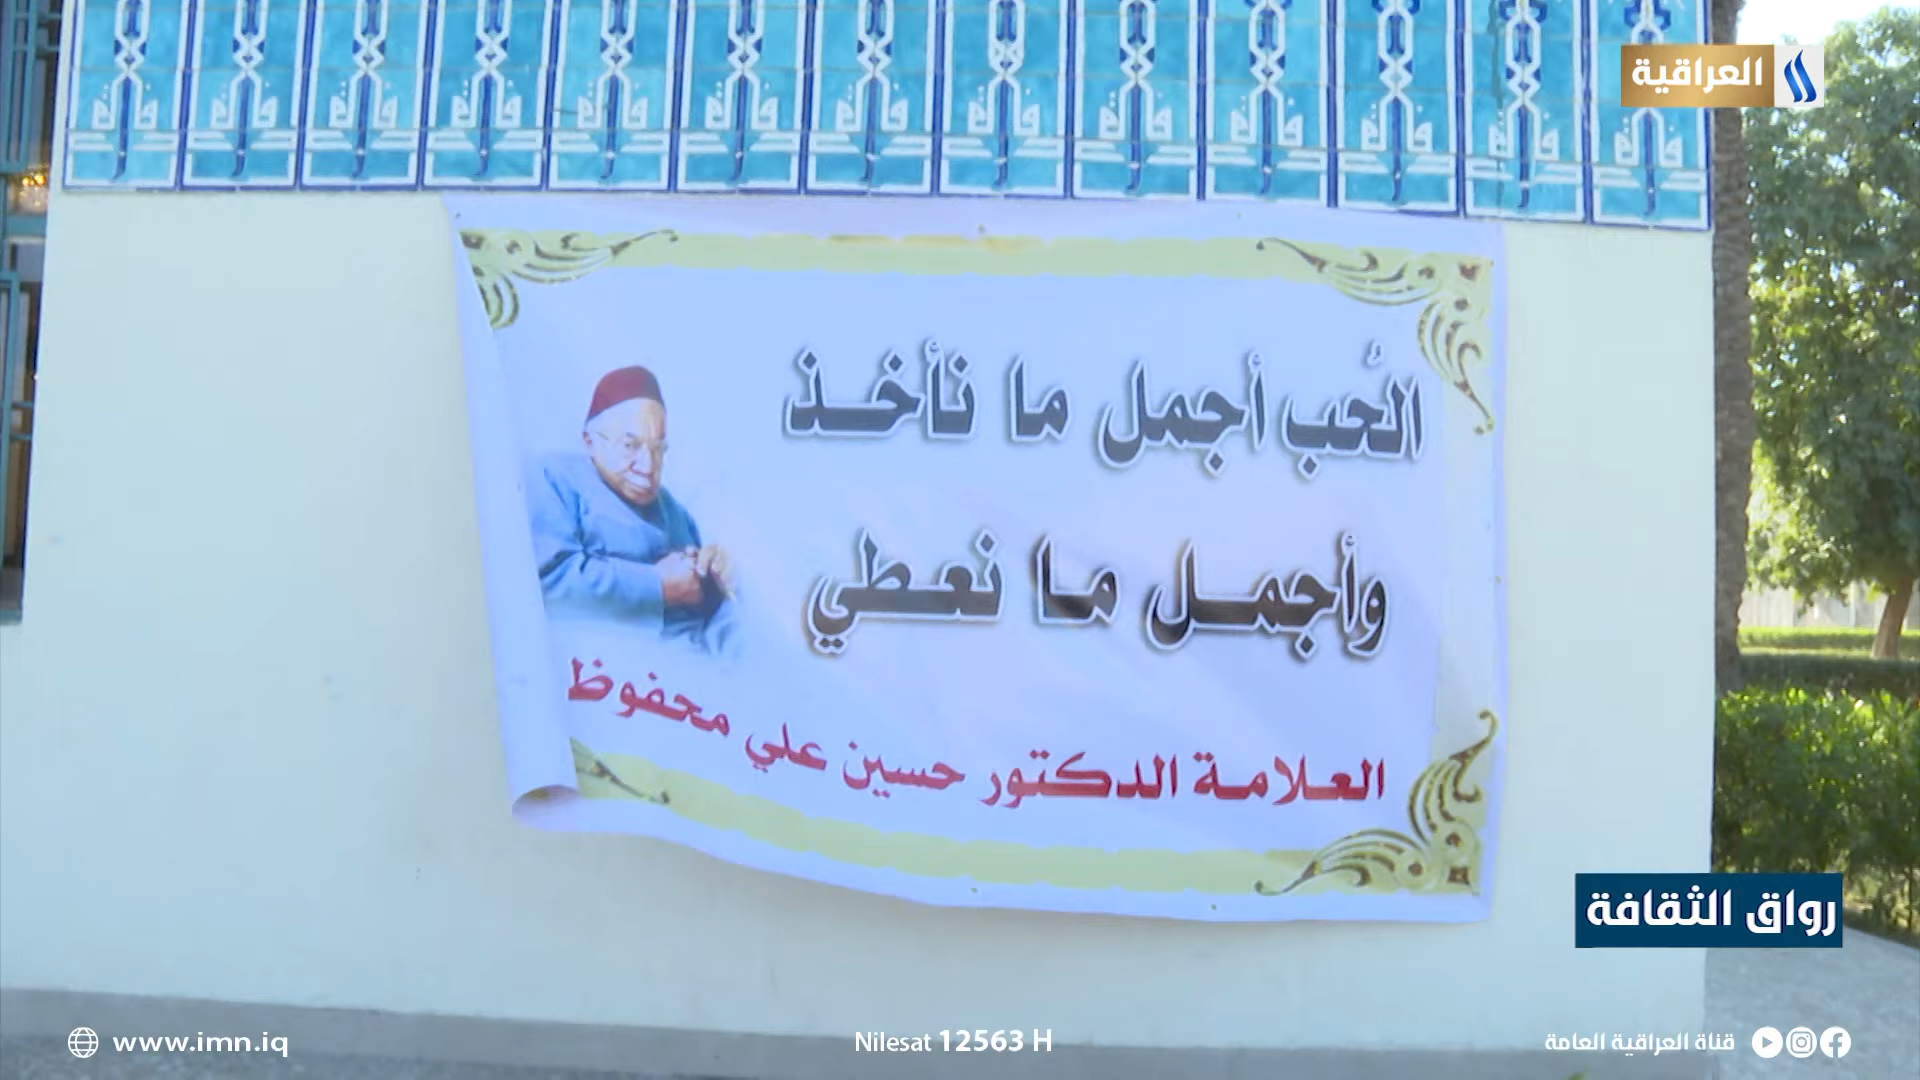 العراقية
الحُب أجمل ما نأخذ
وأجمل ما نعطي
العلامة الدكتور حسين علي محفوظ
رواق الثقافة
www.imn.iq
Nilesat 12563 H
قناة العراقية العامة